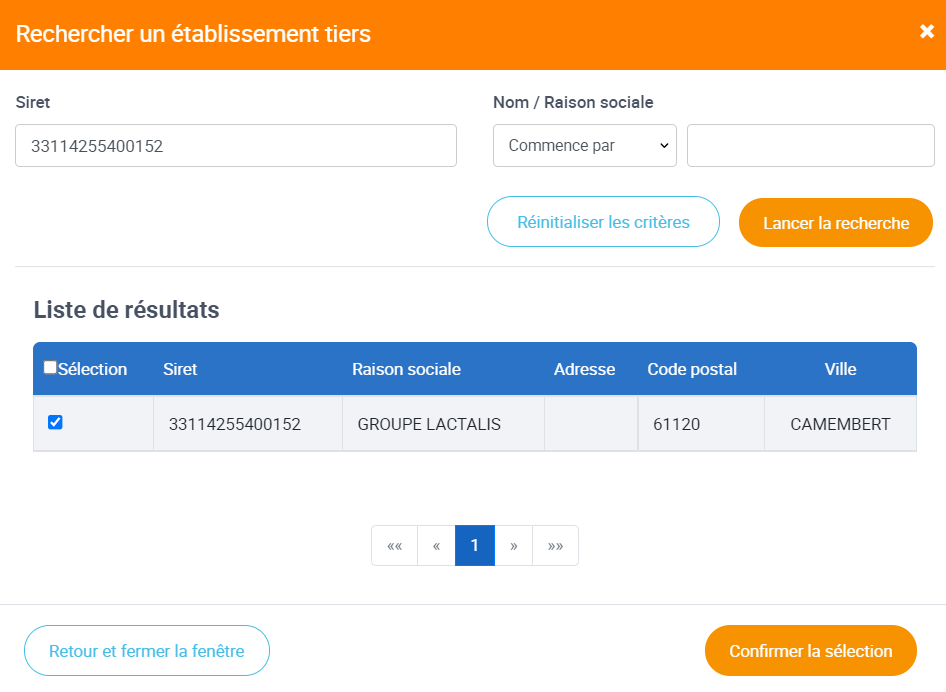 Rechercher un établissement tiers
Siret
Nom / Raison sociale
33114255400152
Commence par
Réinitialiser les critères
Lancer la recherche
Liste de résultats
Sélection Siret Raison sociale Adresse Code postal Ville
33114255400152 GROUPE LACTALIS 61120 CAMEMBERT
«« « 1 » »»
Retour et fermer la fenêtre
Confirmer la sélection